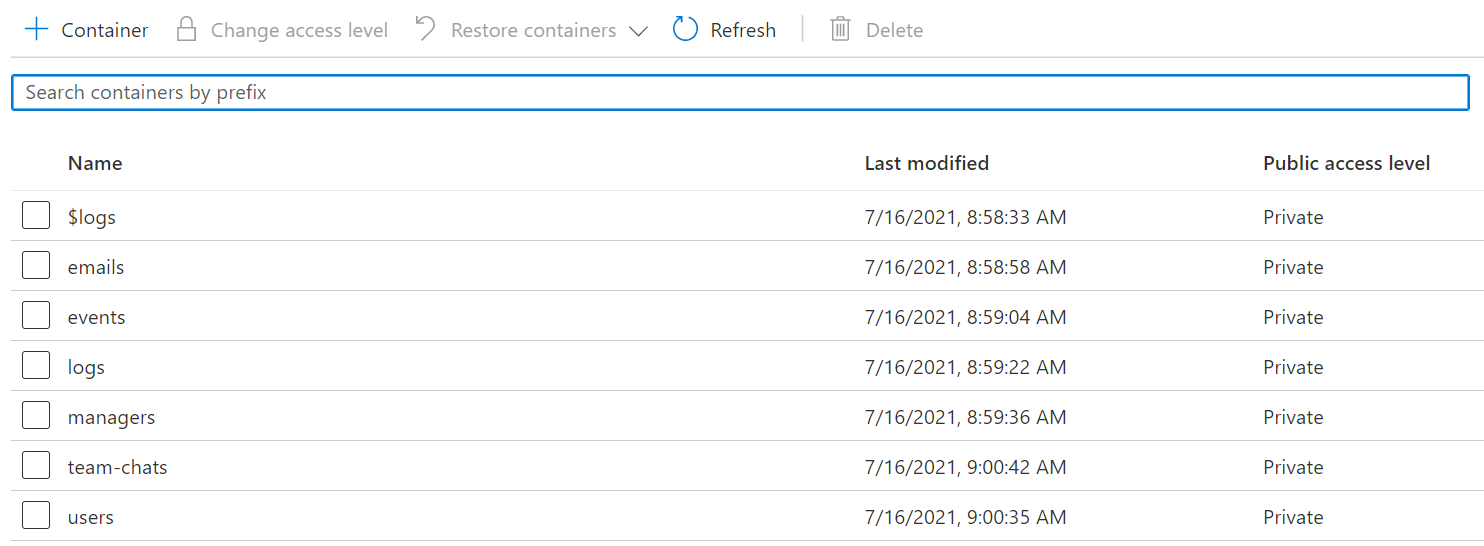 Container Change access level Restore containers Refresh Delete
Search containers by prefix
Name Last modified Public access level
$logs 7/16/2021, 8:58:33 AM Private
emails 7/16/2021, 8:58:58 AM Private
events 7/16/2021, 8:59:04 AM Private
logs 7/16/2021, 8:59:22 AM Private
managers 7/16/2021, 8:59:36 AM Private
team-chats 7/16/2021, 9:00:42 AM Private
users 7/16/2021, 9:00:35 AM Private